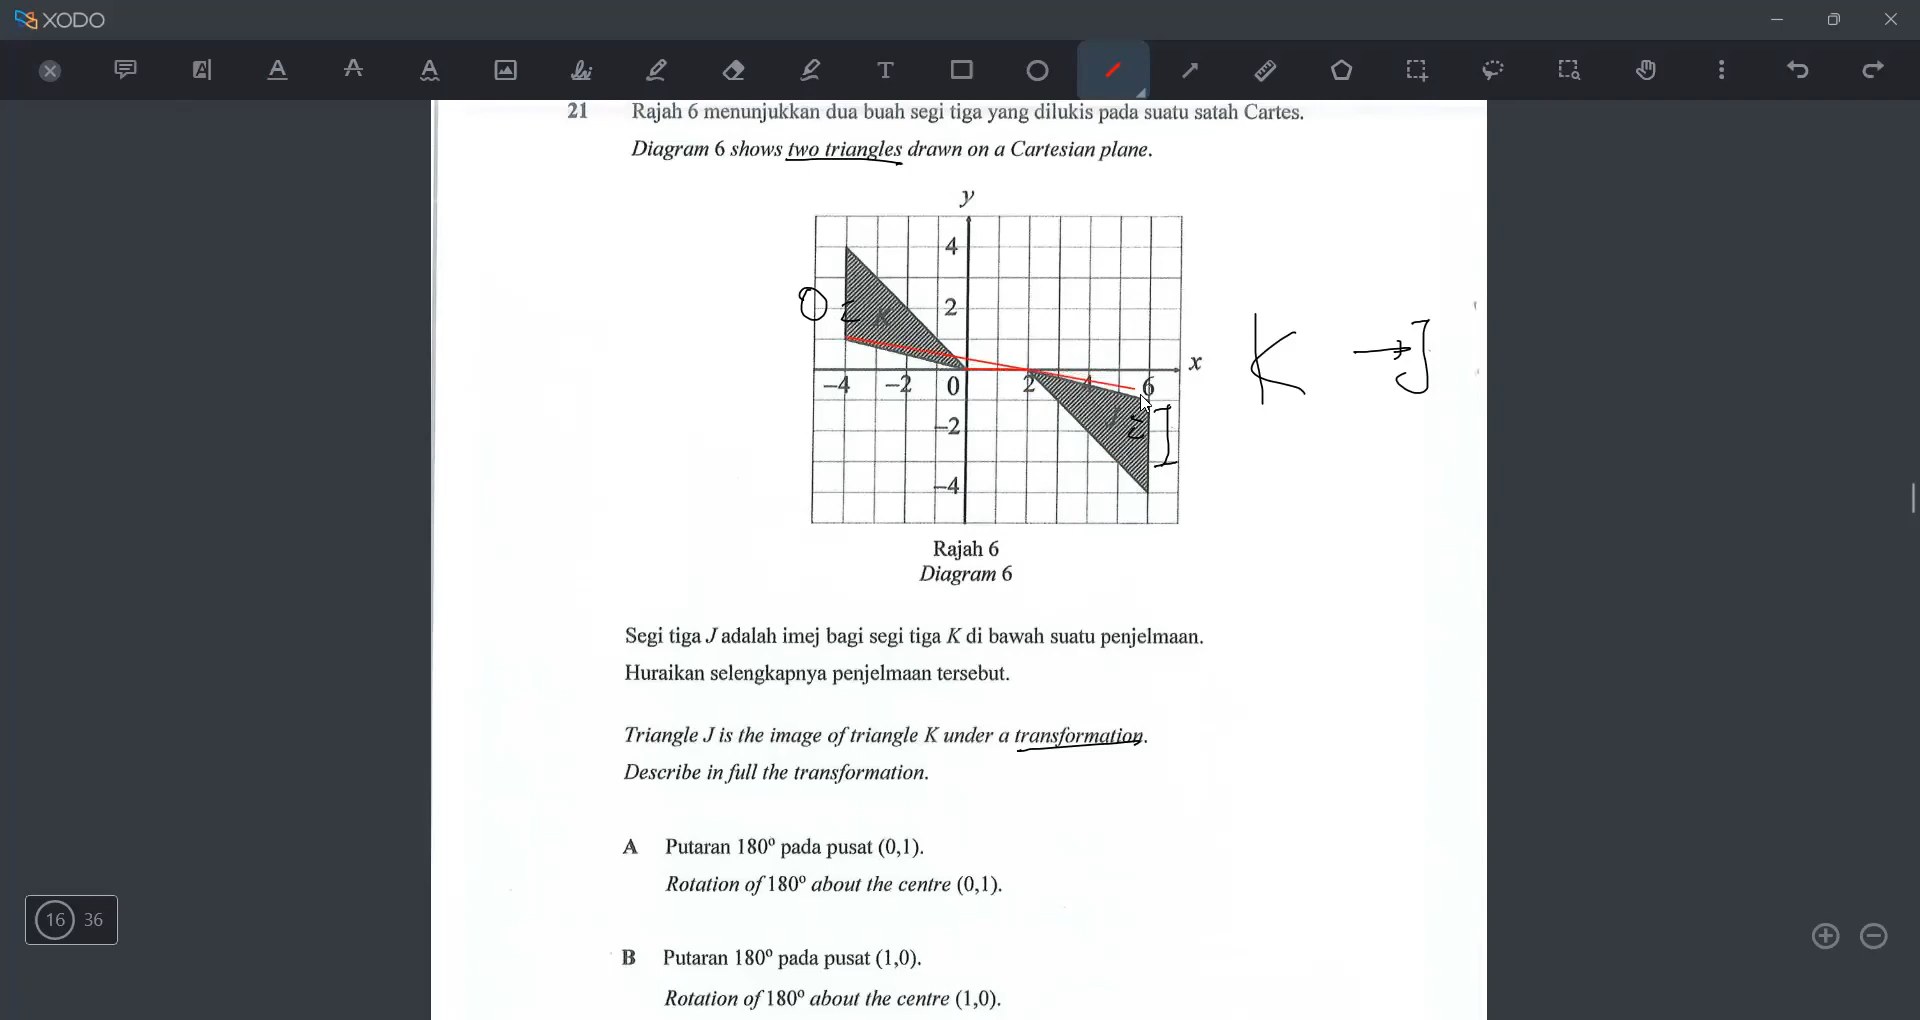 XODO
21 Rajah 6 menunjukkan dua buah segi tiga yang dilukis pada suatu satah Cartes.
Diagram 6 shows two triangles drawn on a Cartesian plane.
y
4
K
2
x
–4 –2 0 2 4 6
J
–2
–4
K → J
Rajah 6
Diagram 6
Segi tiga J adalah imej bagi segi tiga K di bawah suatu penjelmaan.
Huraikan selengkapnya penjelmaan tersebut.
Triangle J is the image of triangle K under a transformation.
Describe in full the transformation.
A Putaran 180° pada pusat (0,1).
Rotation of 180° about the centre (0,1).
B Putaran 180° pada pusat (1,0).
Rotation of 180° about the centre (1,0).
16 36